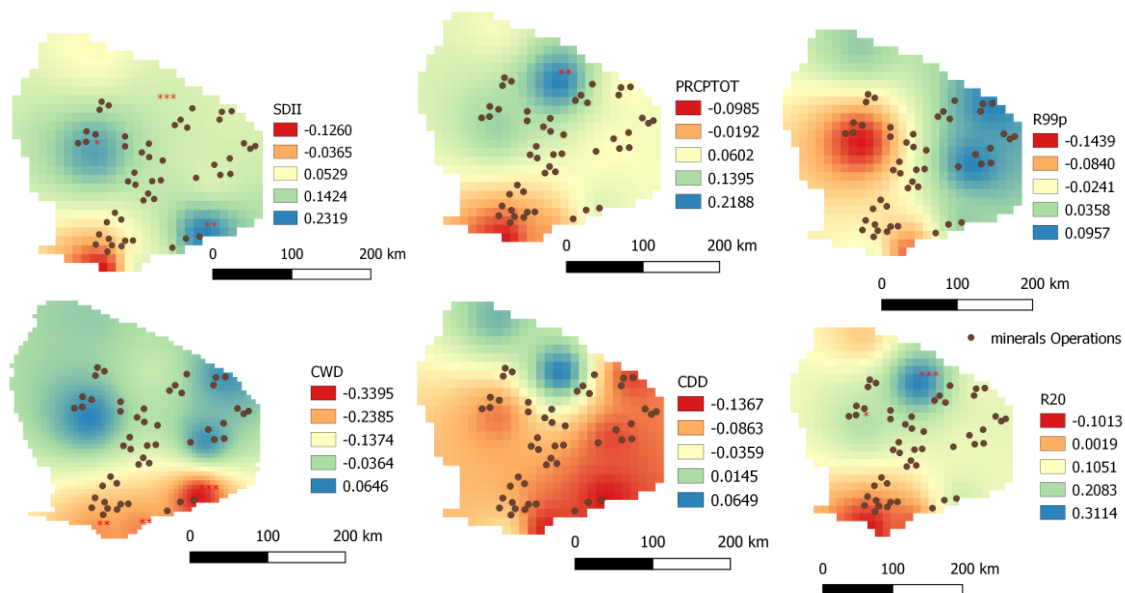 SDII
-0.1260
-0.0365
0.0529
0.1424
0.2319
***
*
**
0 100 200 km
PRCPTOT
-0.0985
-0.0192
0.0602
0.1395
0.2188
**
0 100 200 km
R99p
-0.1439
-0.0840
-0.0241
0.0358
0.0957
0 100 200 km
CWD
-0.3395
-0.2385
-0.1374
-0.0364
0.0646
***
** **
0 100 200 km
CDD
-0.1367
-0.0863
-0.0359
0.0145
0.0649
0 100 200 km
minerals Operations
R20
-0.1013
0.0019
0.1051
0.2083
0.3114
***
*
0 100 200 km